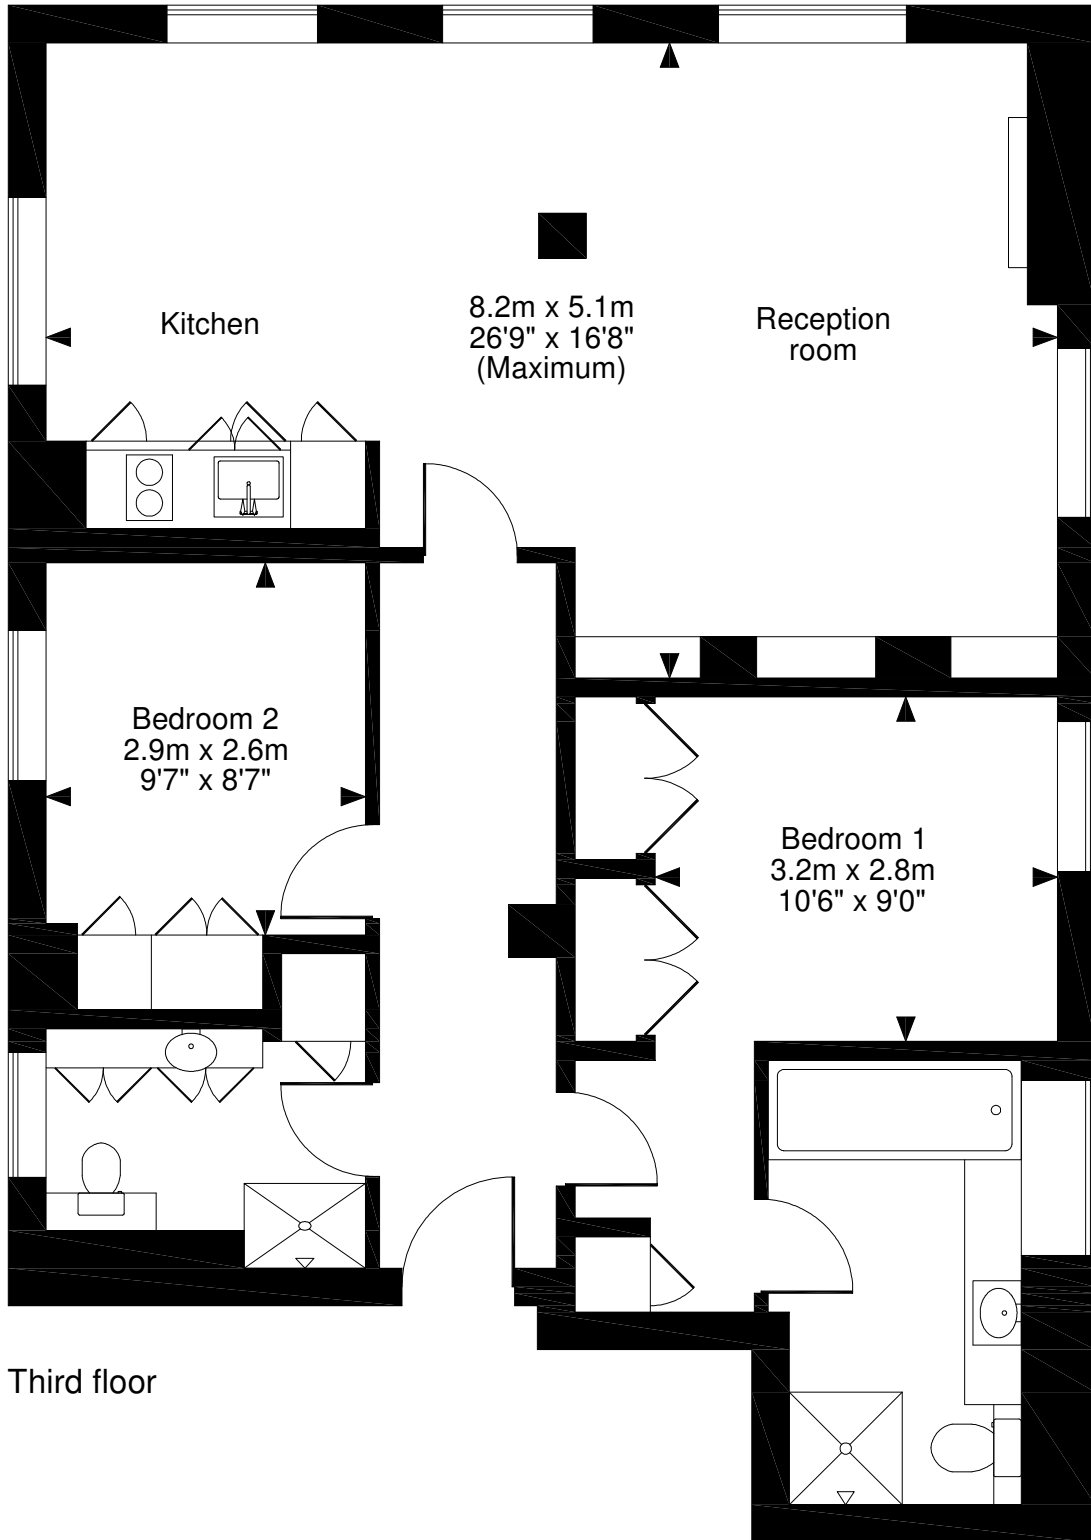 Kitchen
8.2m x 5.1m
26'9" x 16'8"
(Maximum)
Reception
room
Bedroom 2
2.9m x 2.6m
9'7" x 8'7"
Bedroom 1
3.2m x 2.8m
10'6" x 9'0"
Third floor